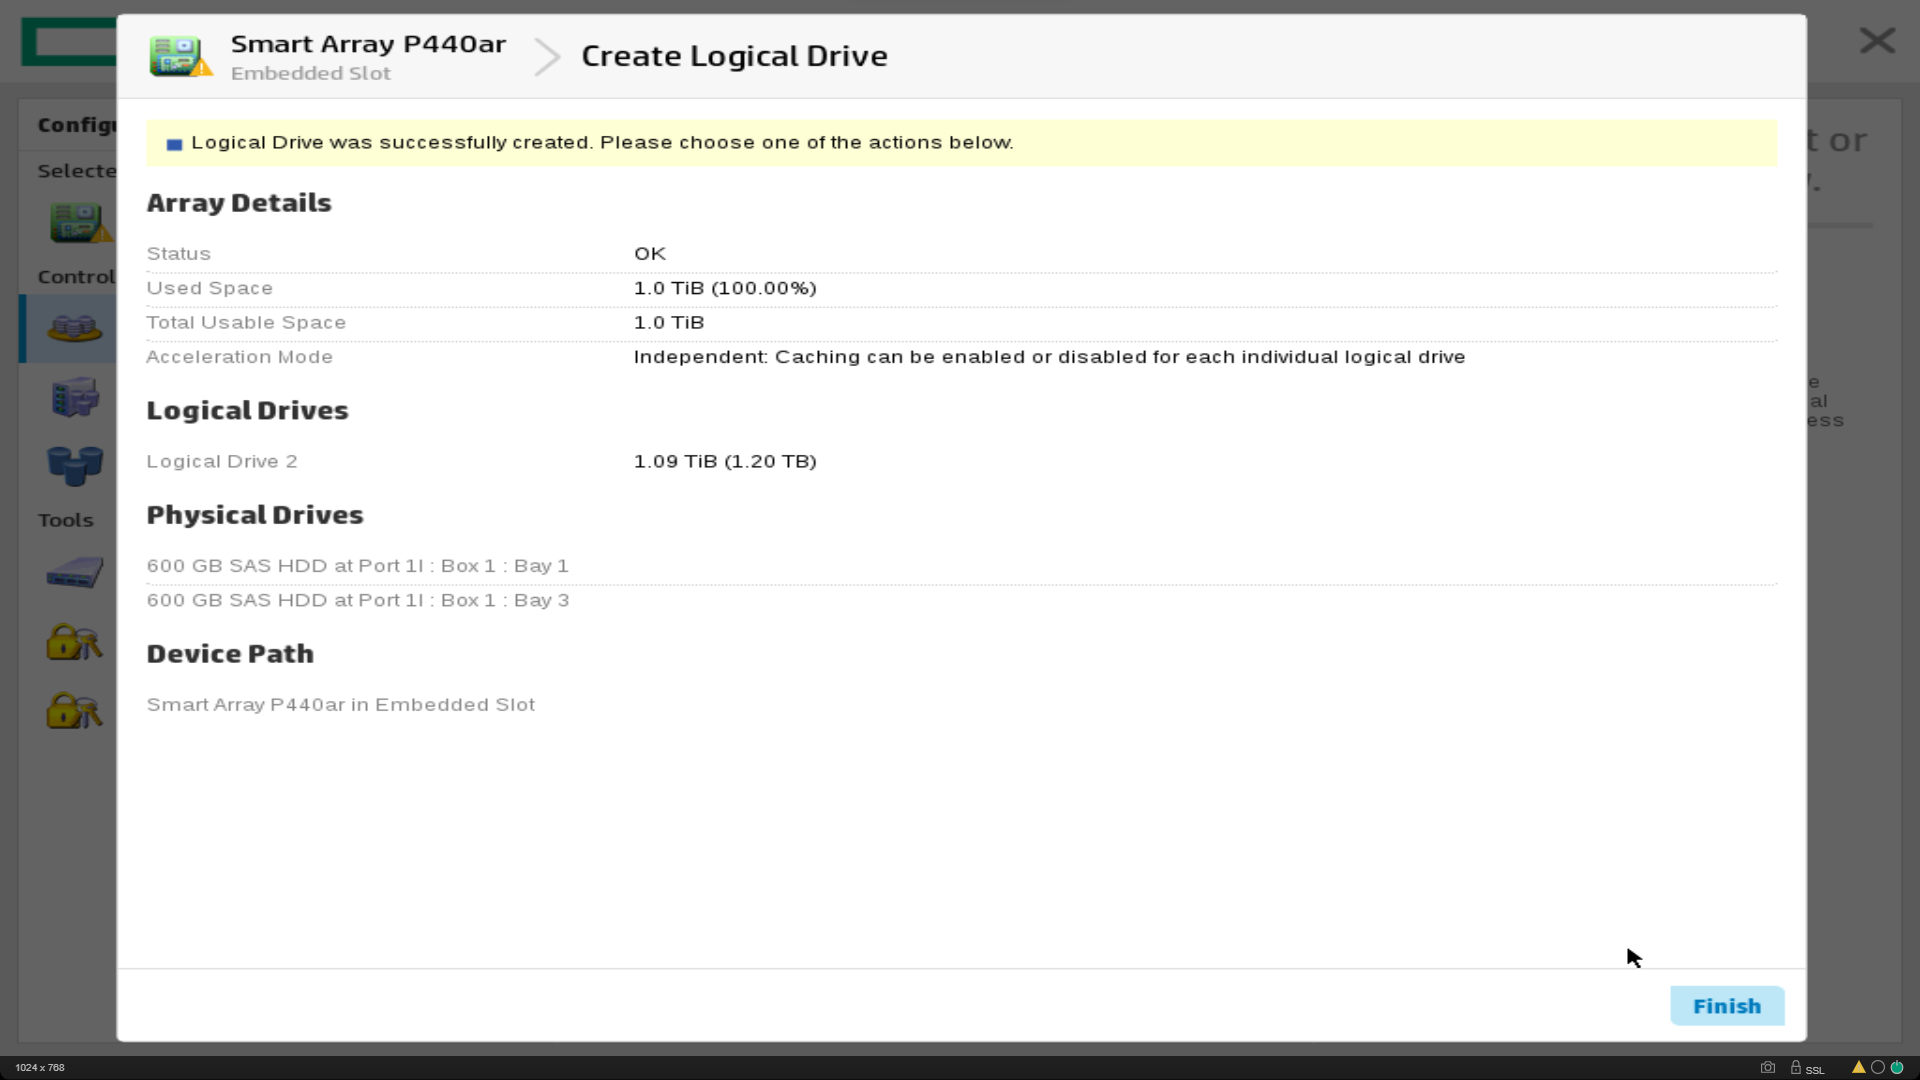 Smart Array P440ar
Embedded Slot
Create Logical Drive
Logical Drive was successfully created. Please choose one of the actions below.
Array Details
Status OK
Used Space 1.0 TiB (100.00%)
Total Usable Space 1.0 TiB
Acceleration Mode Independent: Caching can be enabled or disabled for each individual logical drive
Logical Drives
Logical Drive 2 1.09 TiB (1.20 TB)
Physical Drives
600 GB SAS HDD at Port 1I : Box 1 : Bay 1
600 GB SAS HDD at Port 1I : Box 1 : Bay 3
Device Path
Smart Array P440ar in Embedded Slot
Finish
Tools
t or
al
ess
1024 x 768
SSL